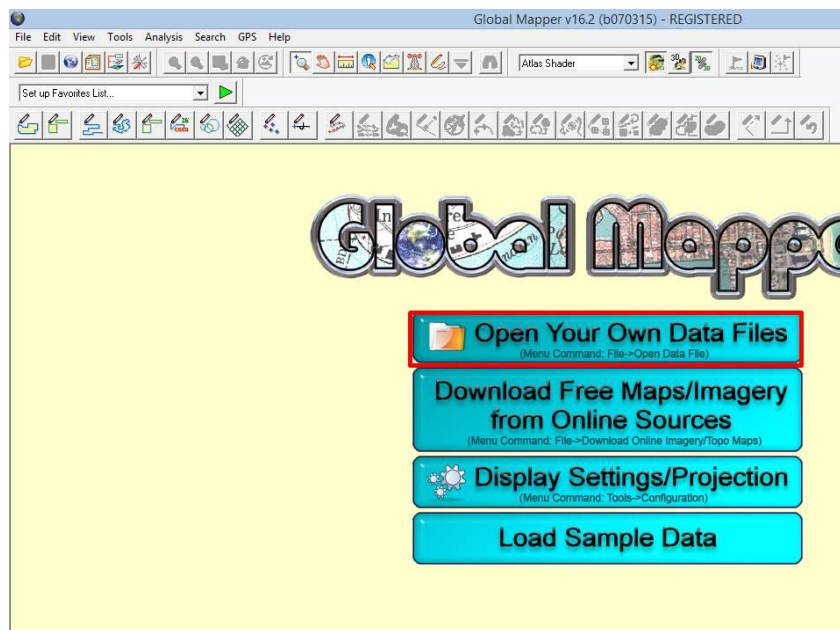 Global Mapper v16.2 (b070315) - REGISTERED
File Edit View Tools Analysis Search GPS Help
Atlas Shader
Set up Favorites List...
Global Mappe
Open Your Own Data Files
(Menu Command: File->Open Data File)
Download Free Maps/Imagery
from Online Sources
(Menu Command: File->Download Online Imagery/Topo Maps)
Display Settings/Projection
(Menu Command: Tools->Configuration)
Load Sample Data